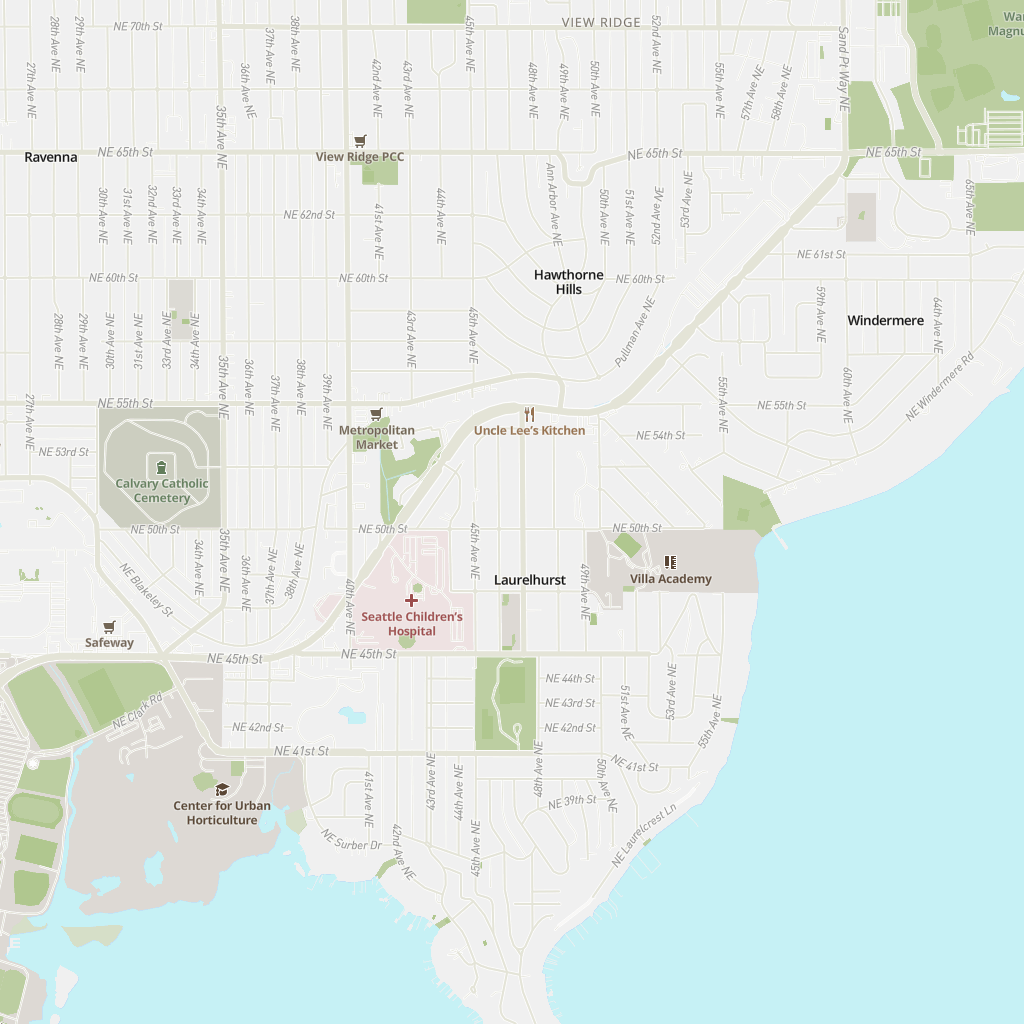 VIEW RIDGE
NE 70th St
28th Ave NE
29th Ave NE
38th Ave NE
45th Ave NE
52nd Ave NE
Sand Pt Way NE
War
Magnu
27th Ave NE
37th Ave NE
36th Ave NE
42nd Ave NE
43rd Ave NE
48th Ave NE
49th Ave NE
50th Ave NE
55th Ave NE
57th Ave NE
58th Ave NE
35th Ave NE
Ravenna
NE 65th St
View Ridge PCC
NE 65th St
NE 65th St
30th Ave NE
31st Ave NE
32nd Ave NE
33rd Ave NE
34th Ave NE
NE 62nd St
41st Ave NE
44th Ave NE
Ann Arbor Ave NE
50th Ave NE
51st Ave NE
52nd Ave NE
53rd Ave NE
65th Ave NE
NE 61st St
NE 60th St
NE 60th St
Hawthorne
Hills
NE 60th St
28th Ave NE
29th Ave NE
30th Ave NE
31st Ave NE
33rd Ave NE
34th Ave NE
43rd Ave NE
45th Ave NE
Pullman Ave NE
59th Ave NE
Windermere
64th Ave NE
35th Ave NE
36th Ave NE
37th Ave NE
38th Ave NE
39th Ave NE
55th Ave NE
60th Ave NE
NE Windermere Rd
27th Ave NE
NE 55th St
NE 55th St
Metropolitan
Market
Uncle Lee's Kitchen
NE 54th St
NE 53rd St
Calvary Catholic
Cemetery
NE 50th St
NE 50th St
NE 50th St
34th Ave NE
35th Ave NE
36th Ave NE
37th Ave NE
38th Ave NE
45th Ave NE
49th Ave NE
NE Blakeley St
40th Ave NE
Laurelhurst
Villa Academy
Seattle Children's
Hospital
Safeway
NE 45th St
NE 45th St
NE 44th St
NE 43rd St
NE 42nd St
51st Ave NE
53rd Ave NE
55th Ave NE
NE Clark Rd
NE 42nd St
NE 41st St
NE 41st St
41st Ave NE
43rd Ave NE
44th Ave NE
48th Ave NE
50th Ave NE
Center for Urban
Horticulture
NE 39th St
NE Surber Dr
42nd Ave NE
45th Ave NE
NE Laurelcrest Ln